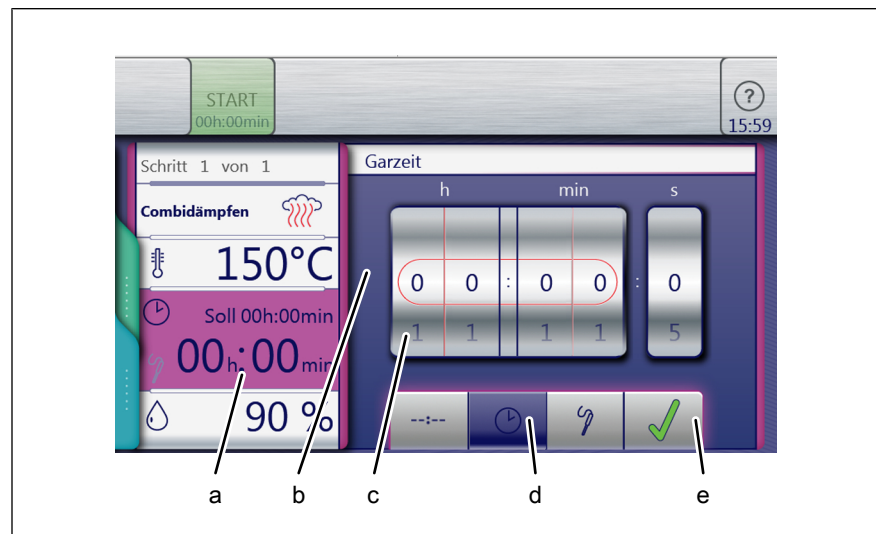 START
00h:00min
?
15:59
Schritt 1 von 1
Combidämpfen
150°C
Soll 00h:00min
00h:00min
90 %
Garzeit
h min s
0 0 : 0 0 : 0
1 1 1 1 5
--:--
a b c d e